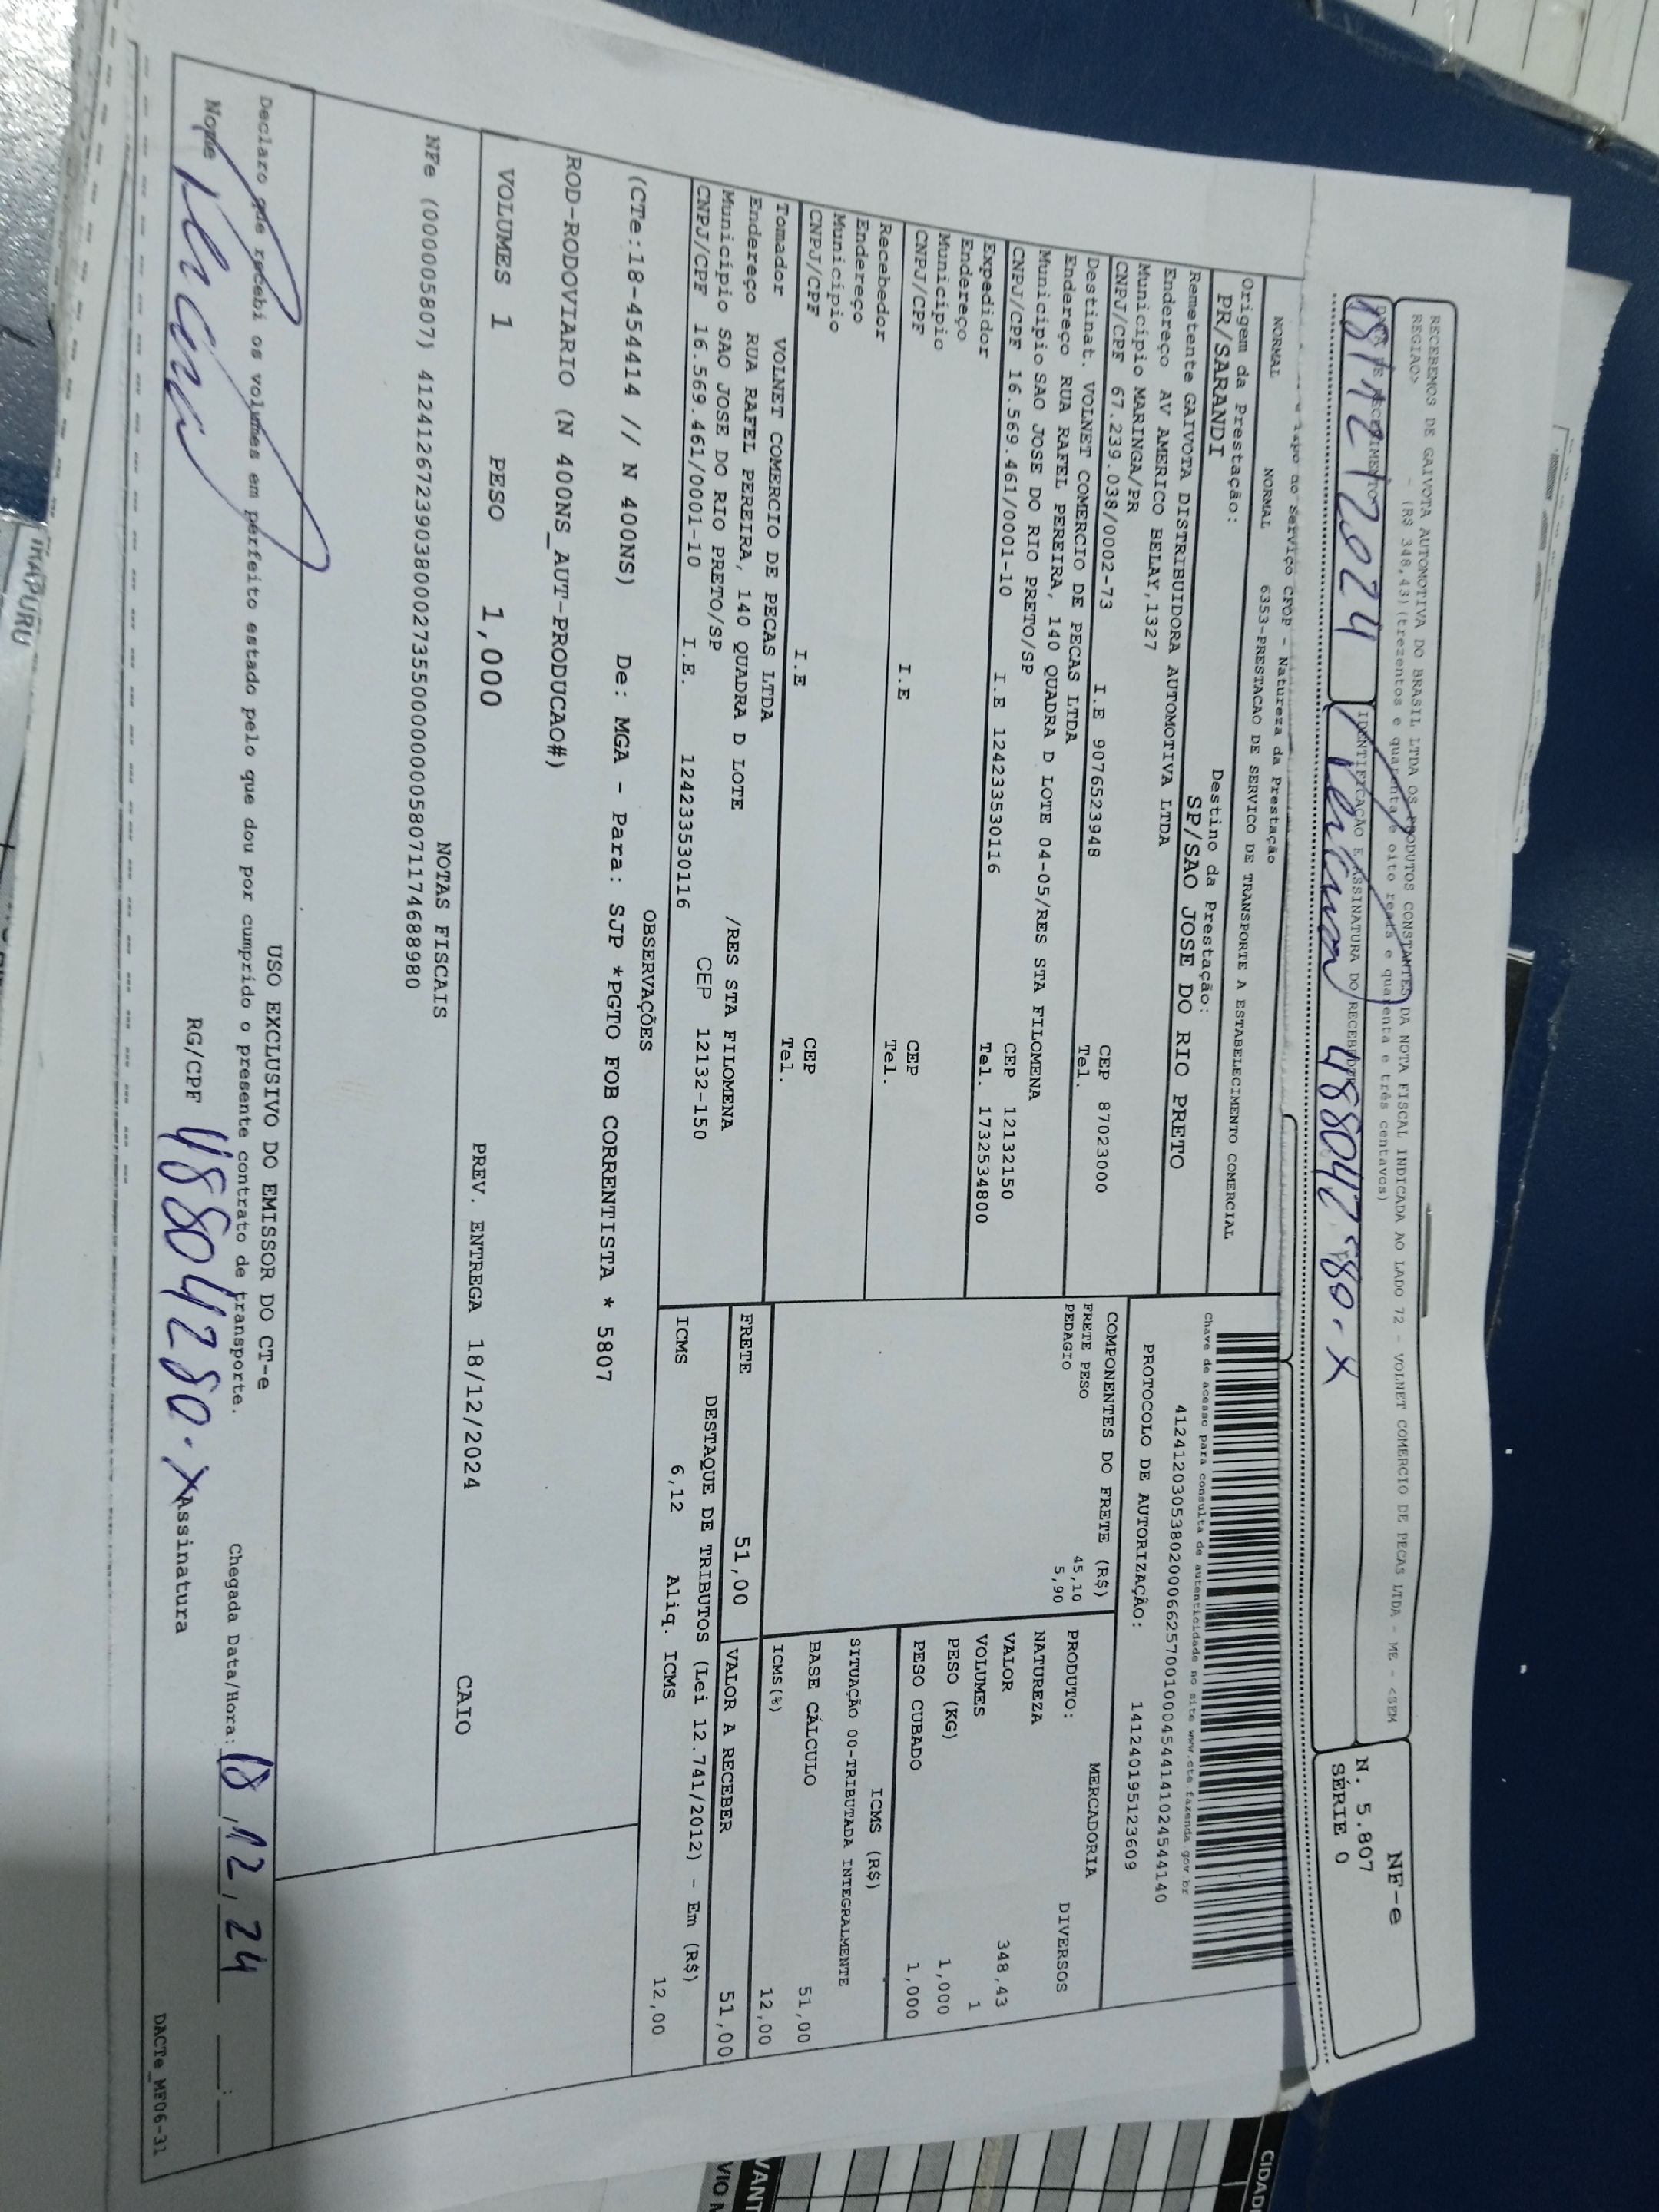 RECEBEMOS DE GAIVOTA AUTOMOTIVA DO BRASIL LTDA OS PRODUTOS CONSTANTES DA NOTA FISCAL INDICADA AO LADO 72 - VOLNET COMERCIO DE PECAS LTDA - ME - <SEM
REGIAO> - (R$ 348,43)(trezentos e quarenta e oito reais e quarenta e três centavos)
NF-e
N. 5.807
SÉRIE 0
DATA DE RECEBIMENTO
IDENTIFICAÇÃO E ASSINATURA DO RECEBEDOR
18/12/2024
48804280-X
ao Serviço CFOP - Natureza da Prestação
NORMAL NORMAL 6353-PRESTACAO DE SERVICO DE TRANSPORTE A ESTABELECIMENTO COMERCIAL
Origem da Prestação: Destino da Prestação:
PR/SARANDI SP/SAO JOSE DO RIO PRETO
Chave de acesso para consulta de autenticidade no site www.cte.fazenda.gov.br
PROTOCOLO DE AUTORIZAÇÃO: 141240195123609
Remetente GAIVOTA DISTRIBUIDORA AUTOMOTIVA LTDA
Endereço AV AMERICO BELAY,1327
Município MARINGA/PR CEP 87023000
CNPJ/CPF 67.239.038/0002-73 I.E 9076523948 Tel.
Destinat. VOLNET COMERCIO DE PECAS LTDA
Endereço RUA RAFEL PEREIRA, 140 QUADRA D LOTE 04-05/RES STA FILOMENA
Município SAO JOSE DO RIO PRETO/SP CEP 12132150
CNPJ/CPF 16.569.461/0001-10 I.E 124233530116 Tel. 1732534800
Expedidor
Endereço
Município CEP
CNPJ/CPF I.E Tel.
Recebedor
Endereço
Município CEP
CNPJ/CPF I.E Tel.
Tomador VOLNET COMERCIO DE PECAS LTDA
Endereço RUA RAFEL PEREIRA, 140 QUADRA D LOTE /RES STA FILOMENA
Município SAO JOSE DO RIO PRETO/SP CEP 12132-150
CNPJ/CPF 16.569.461/0001-10 I.E. 124233530116
COMPONENTES DO FRETE (R$)
FRETE PESO 45,10
PEDAGIO 5,90
MERCADORIA
PRODUTO: DIVERSOS
NATUREZA
VALOR 348,43
VOLUMES 1
PESO (KG) 1,000
PESO CUBADO 1,000
ICMS (R$)
SITUAÇÃO 00-TRIBUTADA INTEGRALMENTE
BASE CÁLCULO 51,00
ICMS(%) 12,00
FRETE 51,00 VALOR A RECEBER 51,00
DESTAQUE DE TRIBUTOS (Lei 12.741/2012) - Em (R$)
ICMS 6,12 Aliq. ICMS 12,00
OBSERVAÇÕES
(CTe:18-454414 // N 400NS) De: MGA - Para: SJP *PGTO FOB CORRENTISTA * 5807
ROD-RODOVIARIO (N 400NS_AUT-PRODUCAO#)
VOLUMES 1 PESO 1,000 PREV. ENTREGA 18/12/2024 CAIO
NOTAS FISCAIS
NFe (000005807)
USO EXCLUSIVO DO EMISSOR DO CT-e
Declaro que recebi os volumes em perfeito estado pelo que dou por cumprido o presente contrato de transporte.
Chegada Data/Hora: 18/12/24 __:__
Nome RG/CPF 48804280-X Assinatura
DACTe_MF06-31
CIDAD
VANT
VIO
IRAPURU